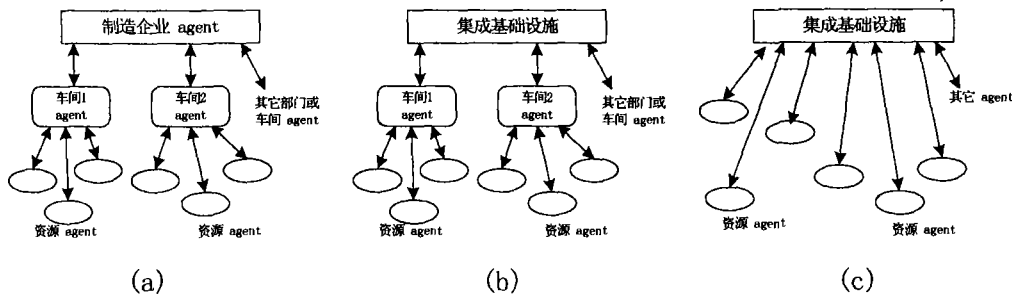 制造企业 agent
车间1
agent
车间2
agent
其它部门或
车间 agent
资源 agent
资源 agent
(a)
集成基础设施
车间1
agent
车间2
agent
其它部门或
车间 agent
资源 agent
资源 agent
(b)
集成基础设施
其它 agent
资源 agent
资源 agent
(c)